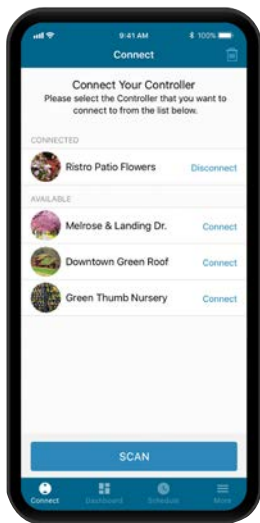 9:41 AM
100%
Connect
Connect Your Controller
Please select the Controller that you want to
connect to from the list
below.
CONNECTED
Ristro Patio Flowers Disconnect
AVAILABLE
Melrose & Landing Dr. Connect
Downtown Green Roof Connect
Green Thumb Nursery Connect
SCAN
Connect Dashboard Schedule More